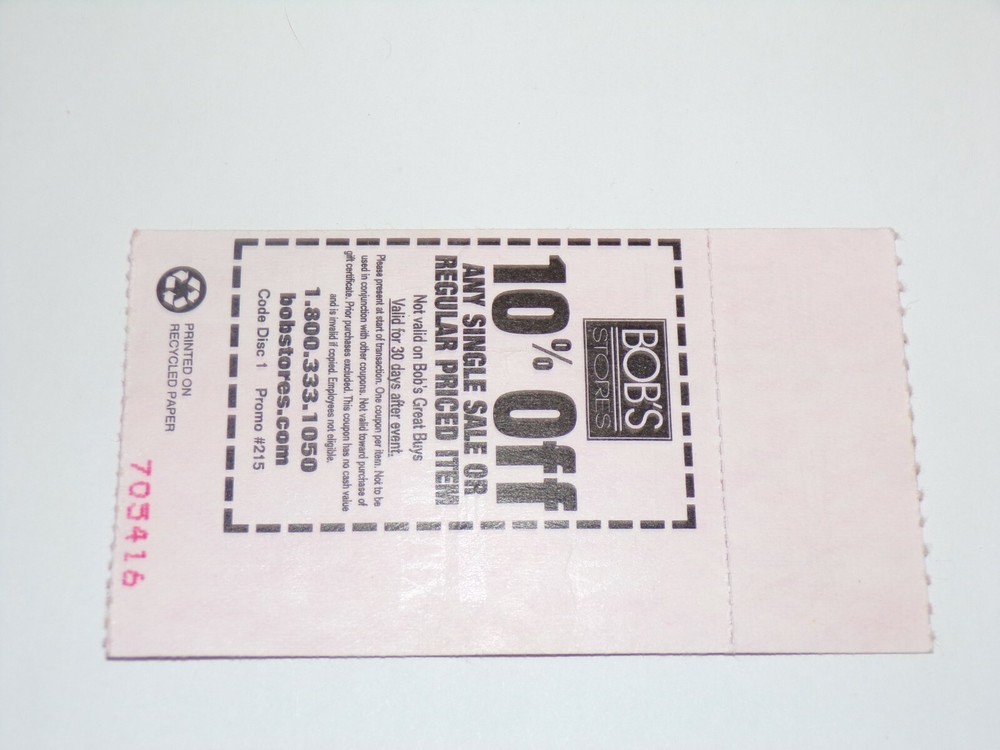 BOB'S
STORES
10% Off
ANY SINGLE SALE OR
REGULAR PRICED ITEM
Not valid on Bob's Great Buys
Valid for 30 days after event.
Please present at start of transaction. One coupon per item. Not to be
used in conjunction with other coupons. Not valid toward purchase of
gift certificate. Prior purchases excluded. This coupon has no cash value
and is invalid if copied. Employees not eligible.
1.800.333.1050
bobstores.com
Code Disc 1 Promo #215
PRINTED ON
RECYCLED PAPER
705416